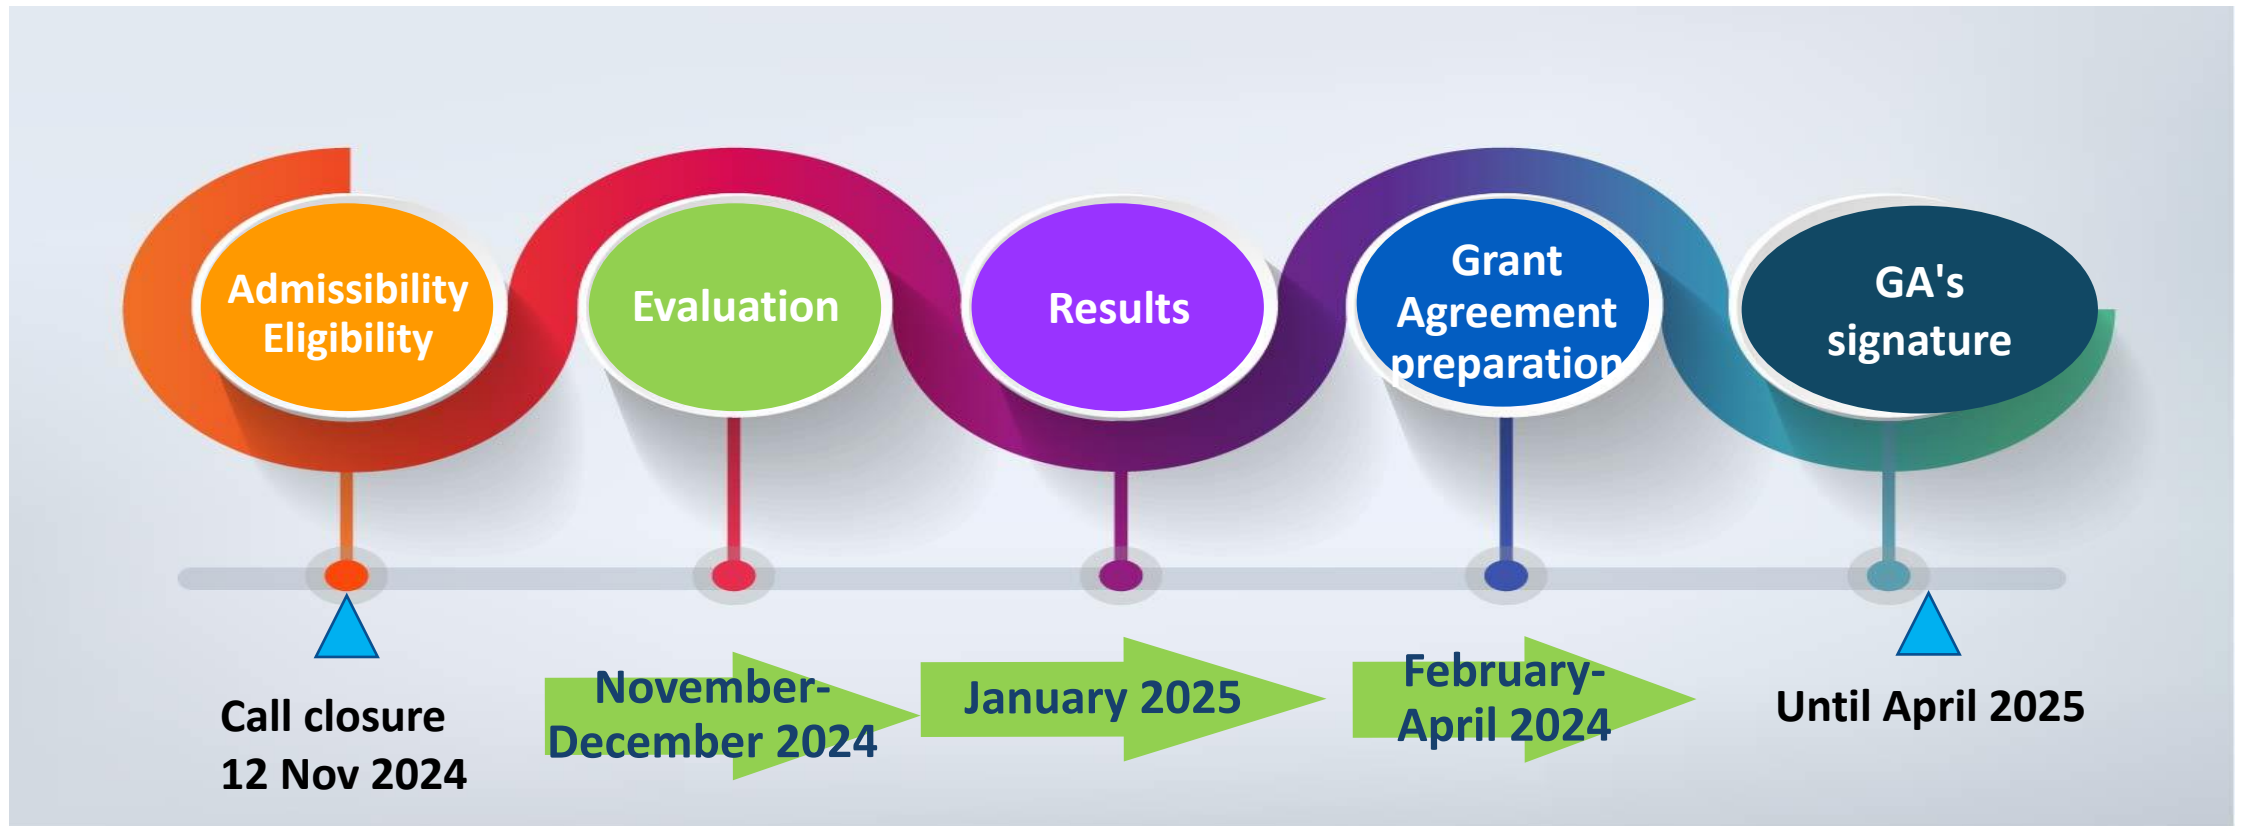 Admissibility
Eligibility
Evaluation
Results
Grant
Agreement
preparation
GA's
signature
Call closure
12 Nov 2024
November-
December 2024
January 2025
February-
April 2024
Until April 2025